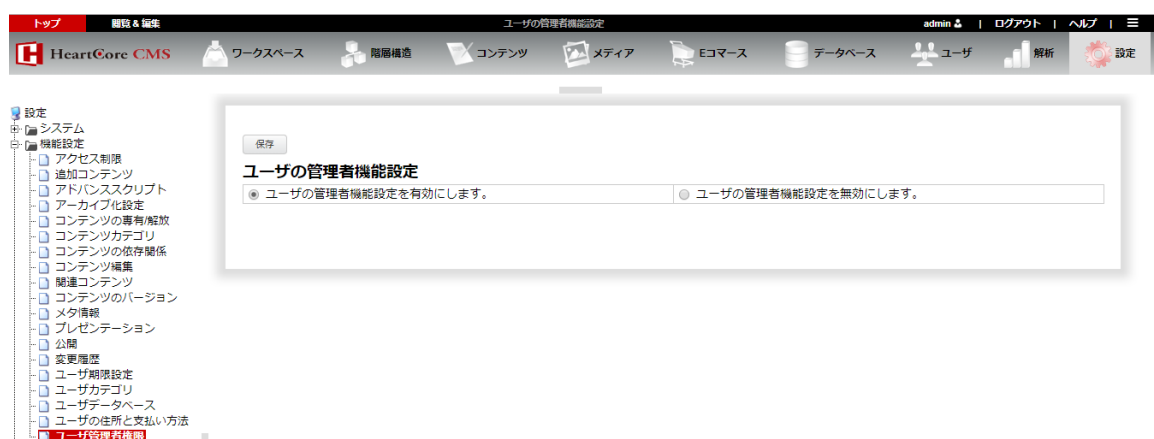 トップ 閲覧 & 編集 ユーザの管理者機能設定 admin | ログアウト | ヘルプ |
HeartCore CMS ワークスペース 階層構造 コンテンツ メディア Eコマース データベース ユーザ 解析 設定
設定
システム
機能設定
アクセス制限
追加コンテンツ
アドバンススクリプト
アーカイブ化設定
コンテンツの専有/解放
コンテンツカテゴリ
コンテンツの依存関係
コンテンツ編集
関連コンテンツ
コンテンツのバージョン
メタ情報
プレゼンテーション
公開
変更履歴
ユーザ期限設定
ユーザカテゴリ
ユーザデータベース
ユーザの住所と支払い方法
ユーザ管理者権限
保存
ユーザの管理者機能設定
ユーザの管理者機能設定を有効にします。 ユーザの管理者機能設定を無効にします。